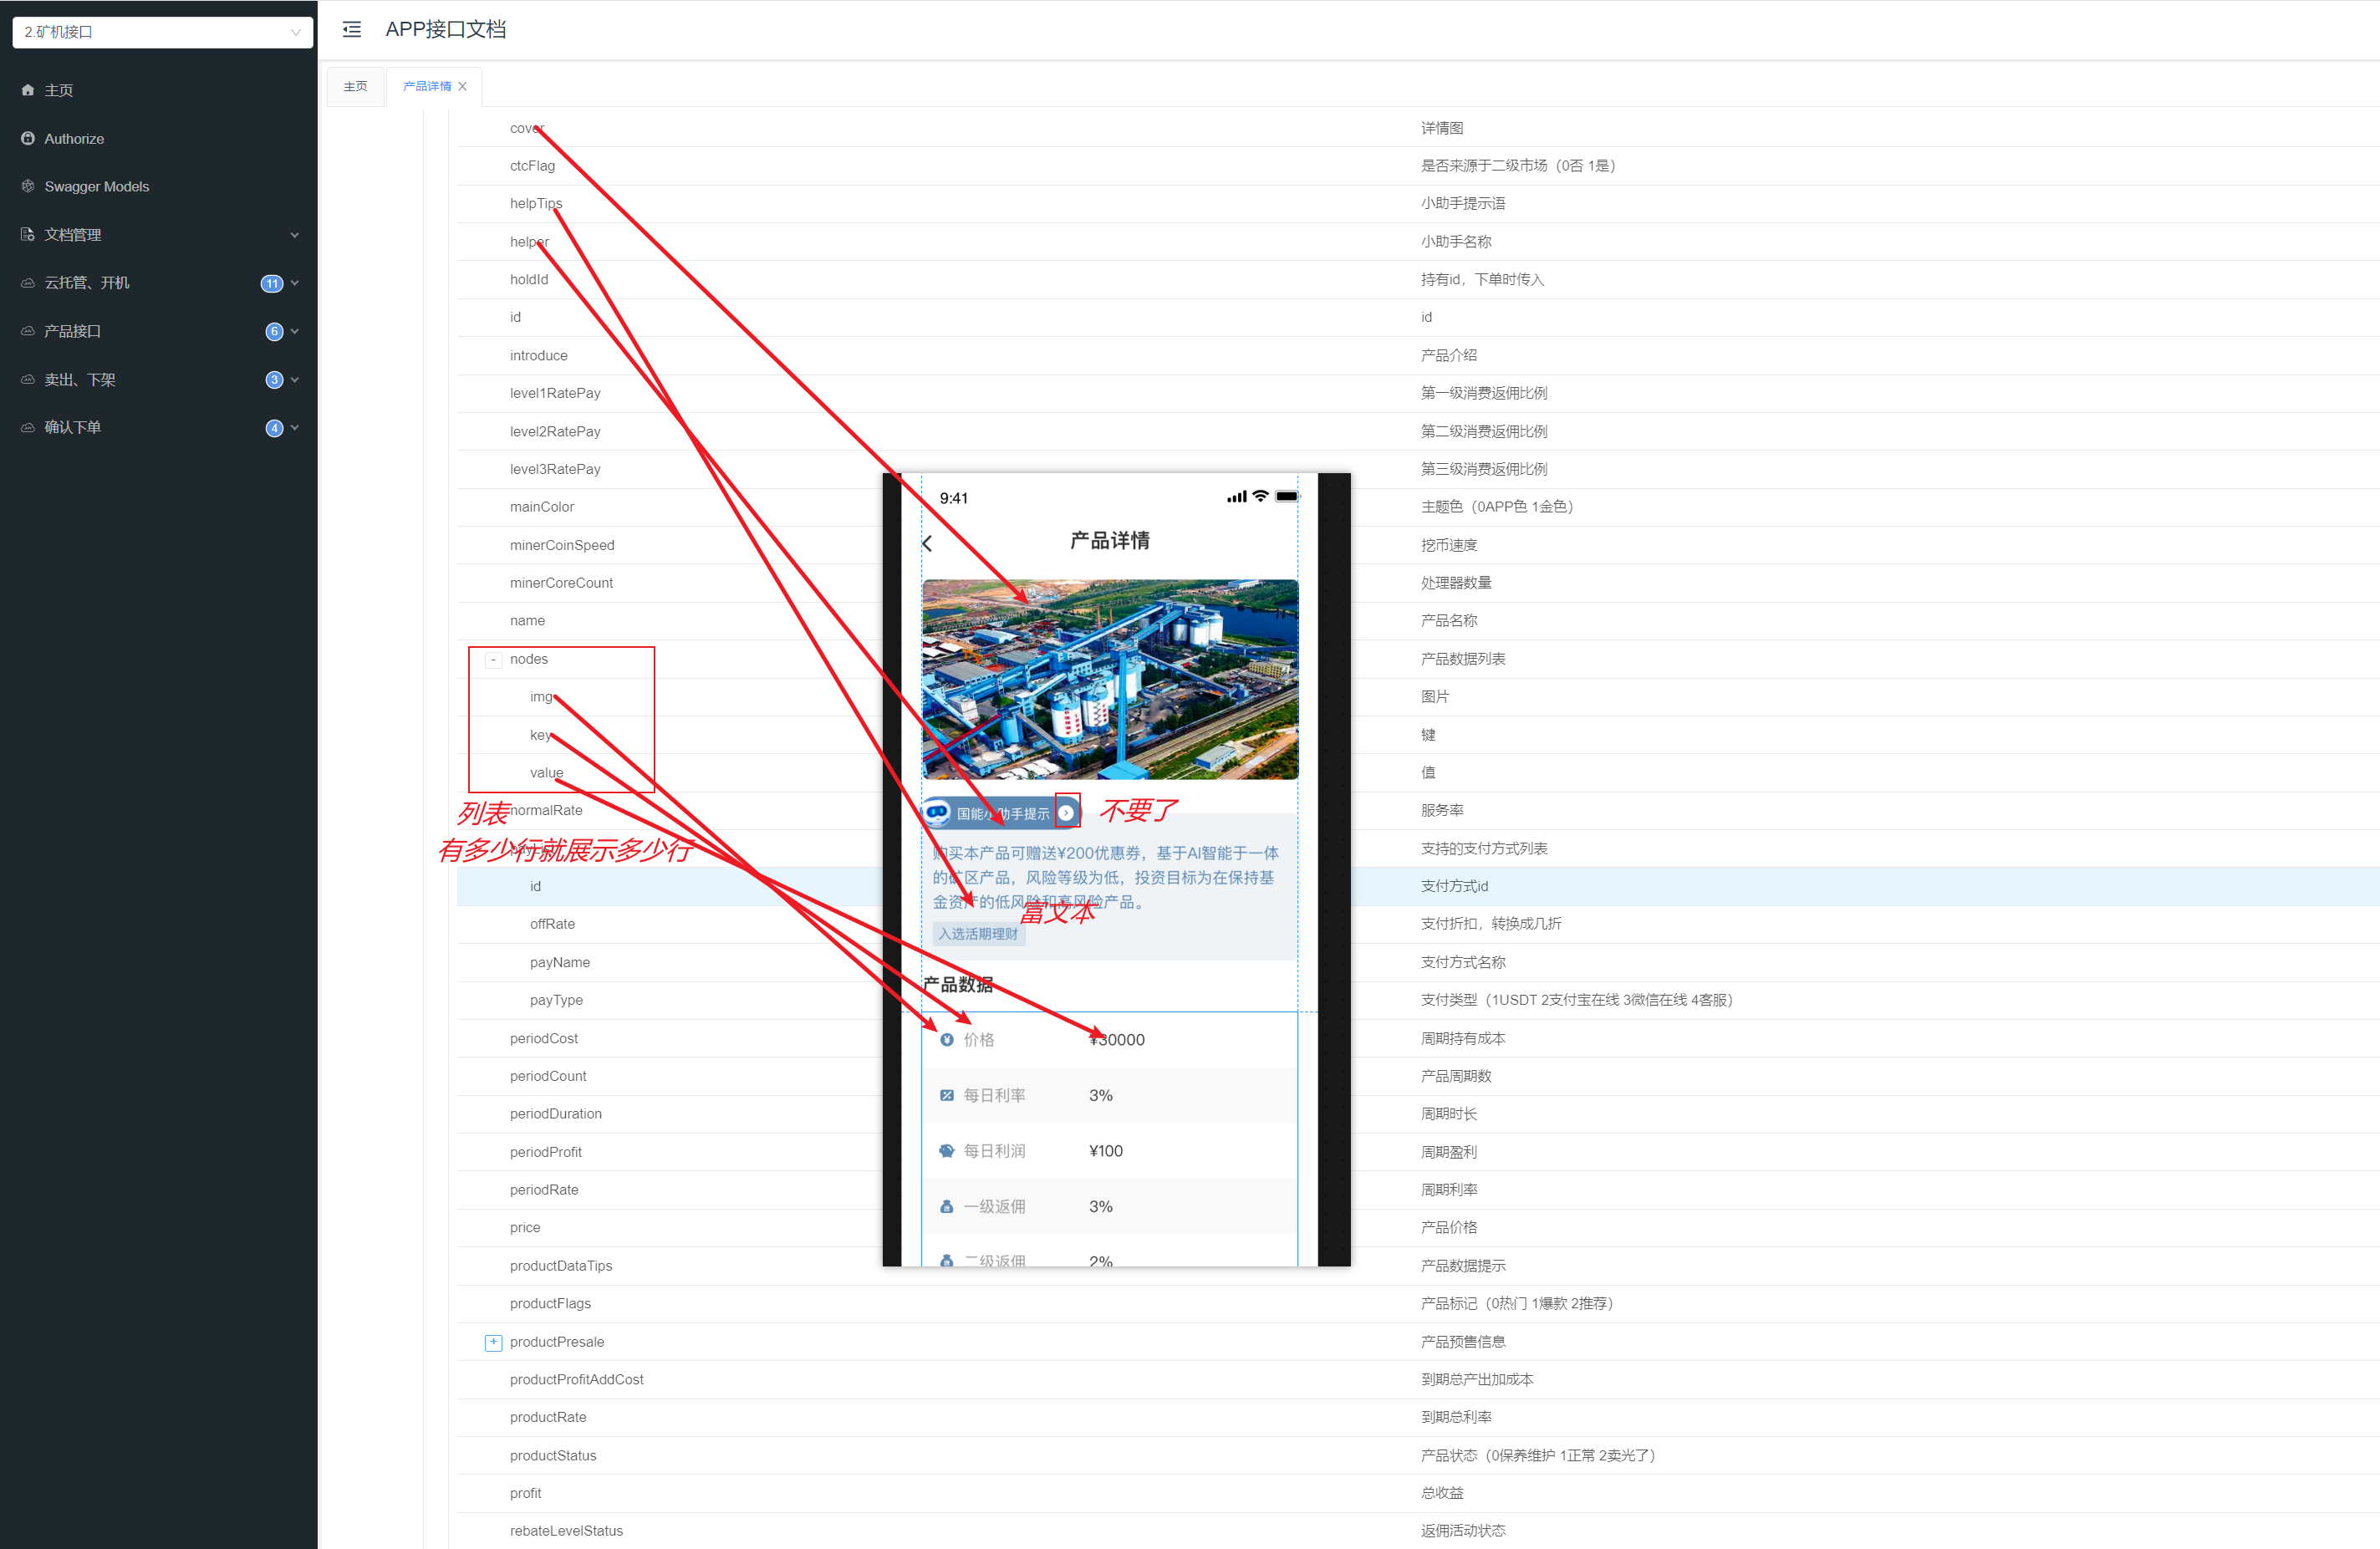 2.矿机接口
主页
Authorize
Swagger Models
文档管理
云托管、开机 11
产品接口 6
卖出、下架 3
确认下单 4
APP接口文档
主页 产品详情
cover 详情图
ctcFlag 是否来源于二级市场（0否 1是）
helpTips 小助手提示语
helper 小助手名称
holdId 持有id，下单时传入
id id
introduce 产品介绍
level1RatePay 第一级消费返佣比例
level2RatePay 第二级消费返佣比例
level3RatePay 第三级消费返佣比例
mainColor 主题色（0APP色 1金色）
minerCoinSpeed 挖币速度
minerCoreCount 处理器数量
name 产品名称
- nodes 产品数据列表
img 图片
key 键
value 值
normalRate 服务率
支持的支付方式列表
id 支付方式id
offRate 支付折扣，转换成几折
payName 支付方式名称
payType 支付类型（1USDT 2支付宝在线 3微信在线 4客服）
periodCost 周期持有成本
periodCount 产品周期数
periodDuration 周期时长
periodProfit 周期盈利
periodRate 周期利率
price 产品价格
productDataTips 产品数据提示
productFlags 产品标记（0热门 1爆款 2推荐）
+ productPresale 产品预售信息
productProfitAddCost 到期总产出加成本
productRate 到期总利率
productStatus 产品状态（0保养维护 1正常 2卖光了）
profit 总收益
rebateLevelStatus 返佣活动状态
列表
有多少行就展示多少行
9:41
产品详情
国能小助手提示
不要了
购买本产品可赠送¥200优惠券，基于AI智能于一体
的矿区产品，风险等级为低，投资目标为在保持基
金资产的低风险和高风险产品。
富文本
入选活期理财
产品数据
价格 ¥30000
每日利率 3%
每日利润 ¥100
一级返佣 3%
二级返佣 2%